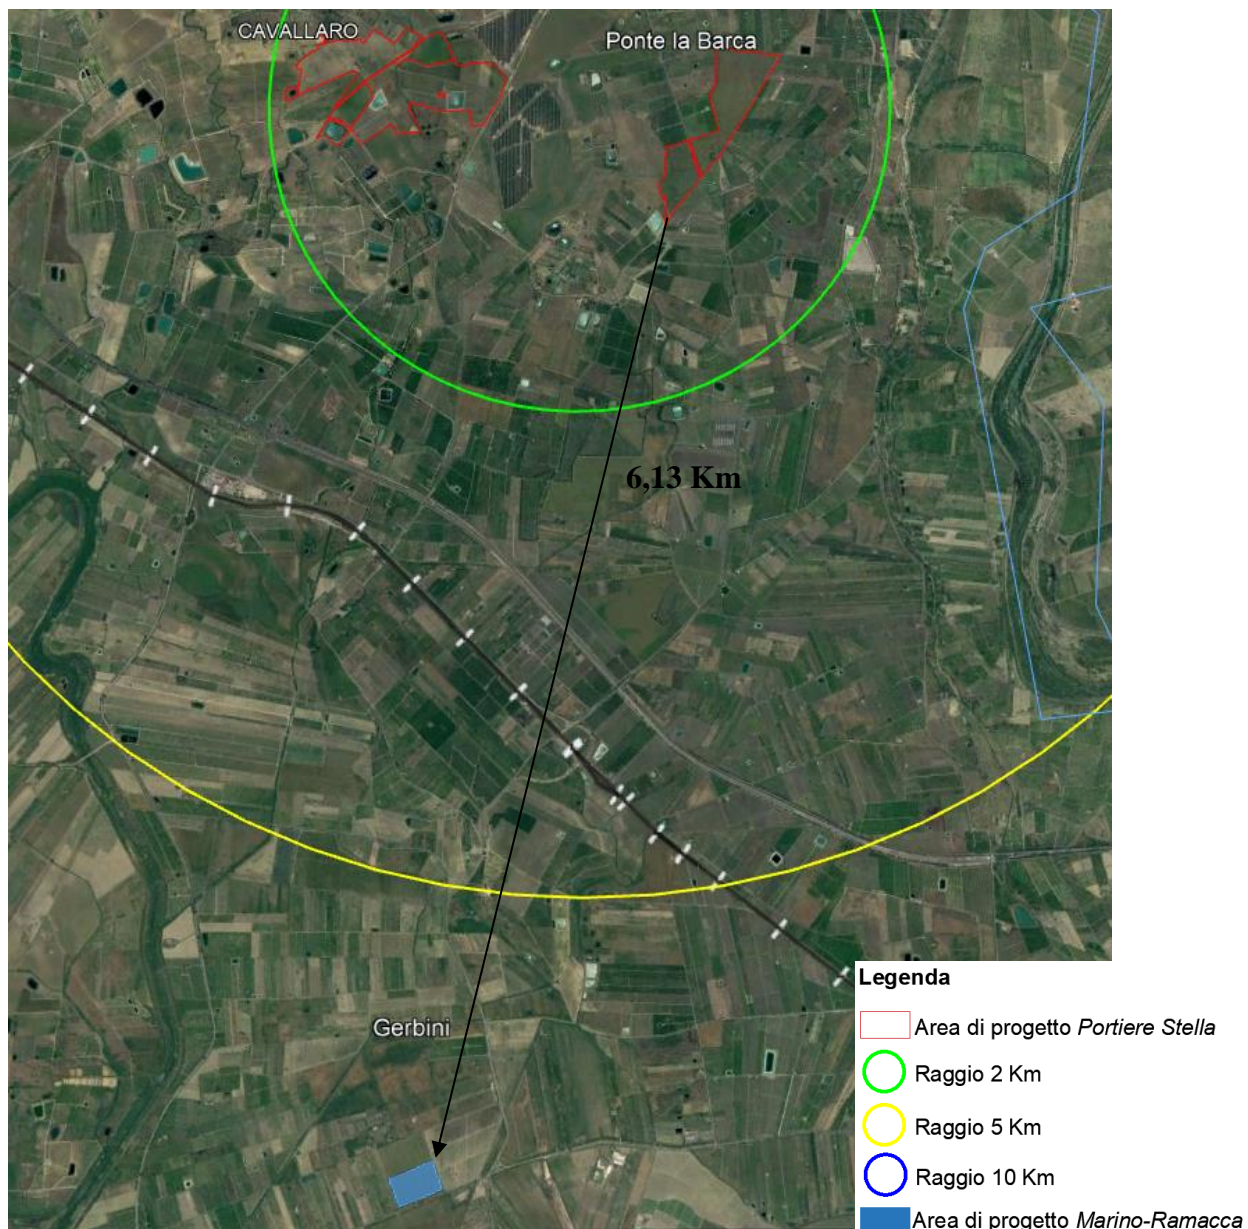 CAVALLARO
Ponte la Barca
6,13 Km
Gerbini
Legenda
Area di progetto Portiere Stella
Raggio 2 Km
Raggio 5 Km
Raggio 10 Km
Area di progetto Marino-Ramacca